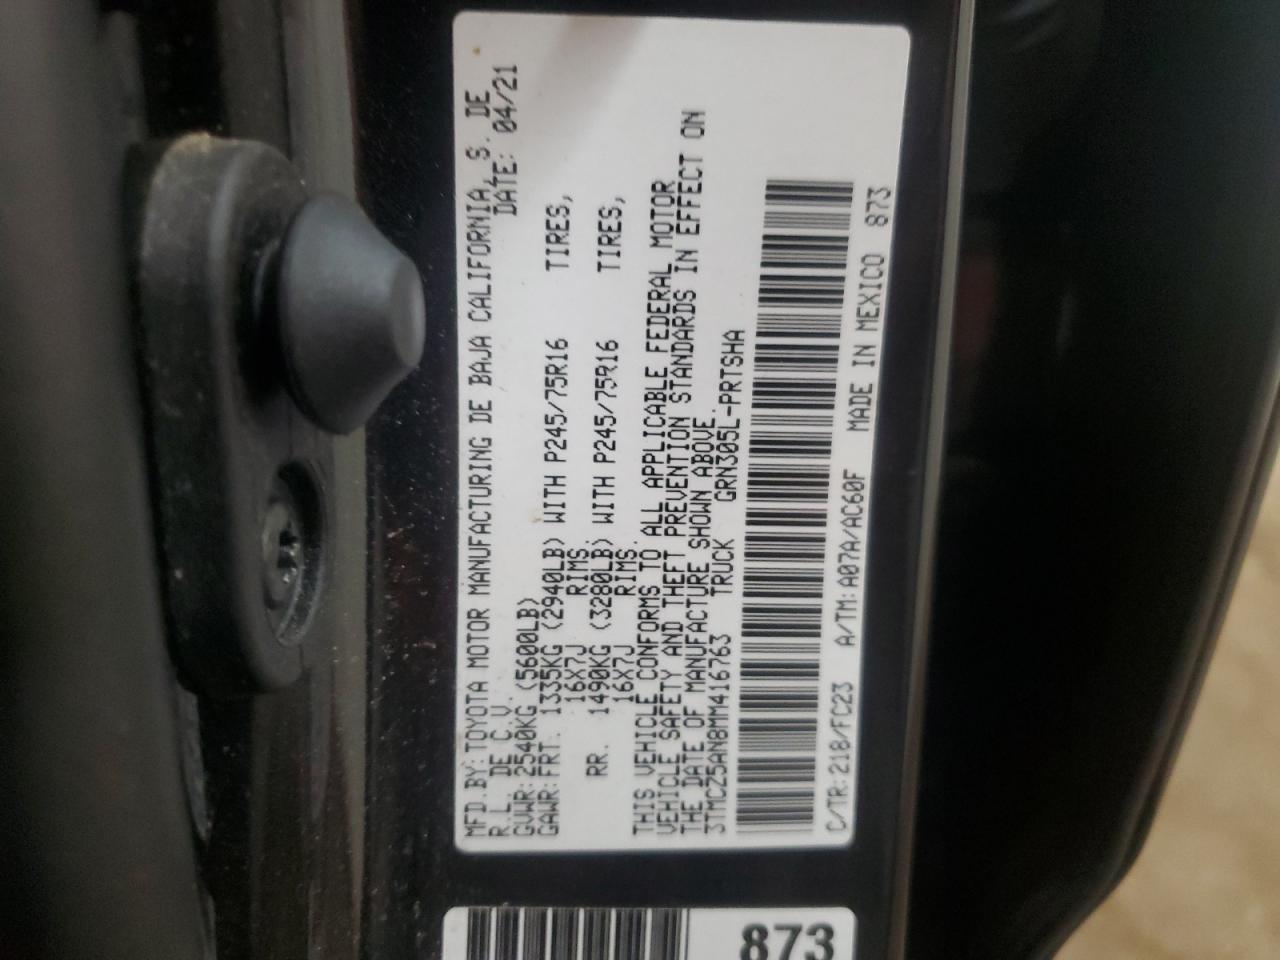 MFD.BY:TOYOTA MOTOR MANUFACTURING DE BAJA CALIFORNIA,S. DE
R.L. DE C.V. DATE: 04/21
GVWR:2540KG (5600LB)
GAWR:FRT. 1335KG (2940LB) WITH P245/75R16 TIRES,
16X7J RIMS.
RR. 1490KG (3280LB) WITH P245/75R16 TIRES,
16X7J RIMS.
THIS VEHICLE CONFORMS TO ALL APPLICABLE FEDERAL MOTOR
VEHICLE SAFETY AND THEFT PREVENTION STANDARDS IN EFFECT ON
THE DATE OF MANUFACTURE SHOWN ABOVE.
3TMCZ5AN8MM416763 TRUCK GRN305L-PRTSHA
C/TR:218/FC23 A/TM:A07A/AC60F MADE IN MEXICO 873
873